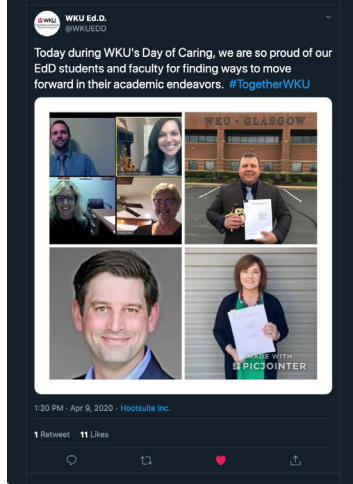 WKU Ed.D.
@WKUEDD
WKU
Today during WKU's Day of Caring, we are so proud of our
EdD students and faculty for finding ways to move
forward in their academic endeavors. #TogetherWKU
WKU - GLASGOW
MADE WITH
PICJOINTER
1:30 PM · Apr 9, 2020 · Hootsuite Inc.
1 Retweet 11 Likes